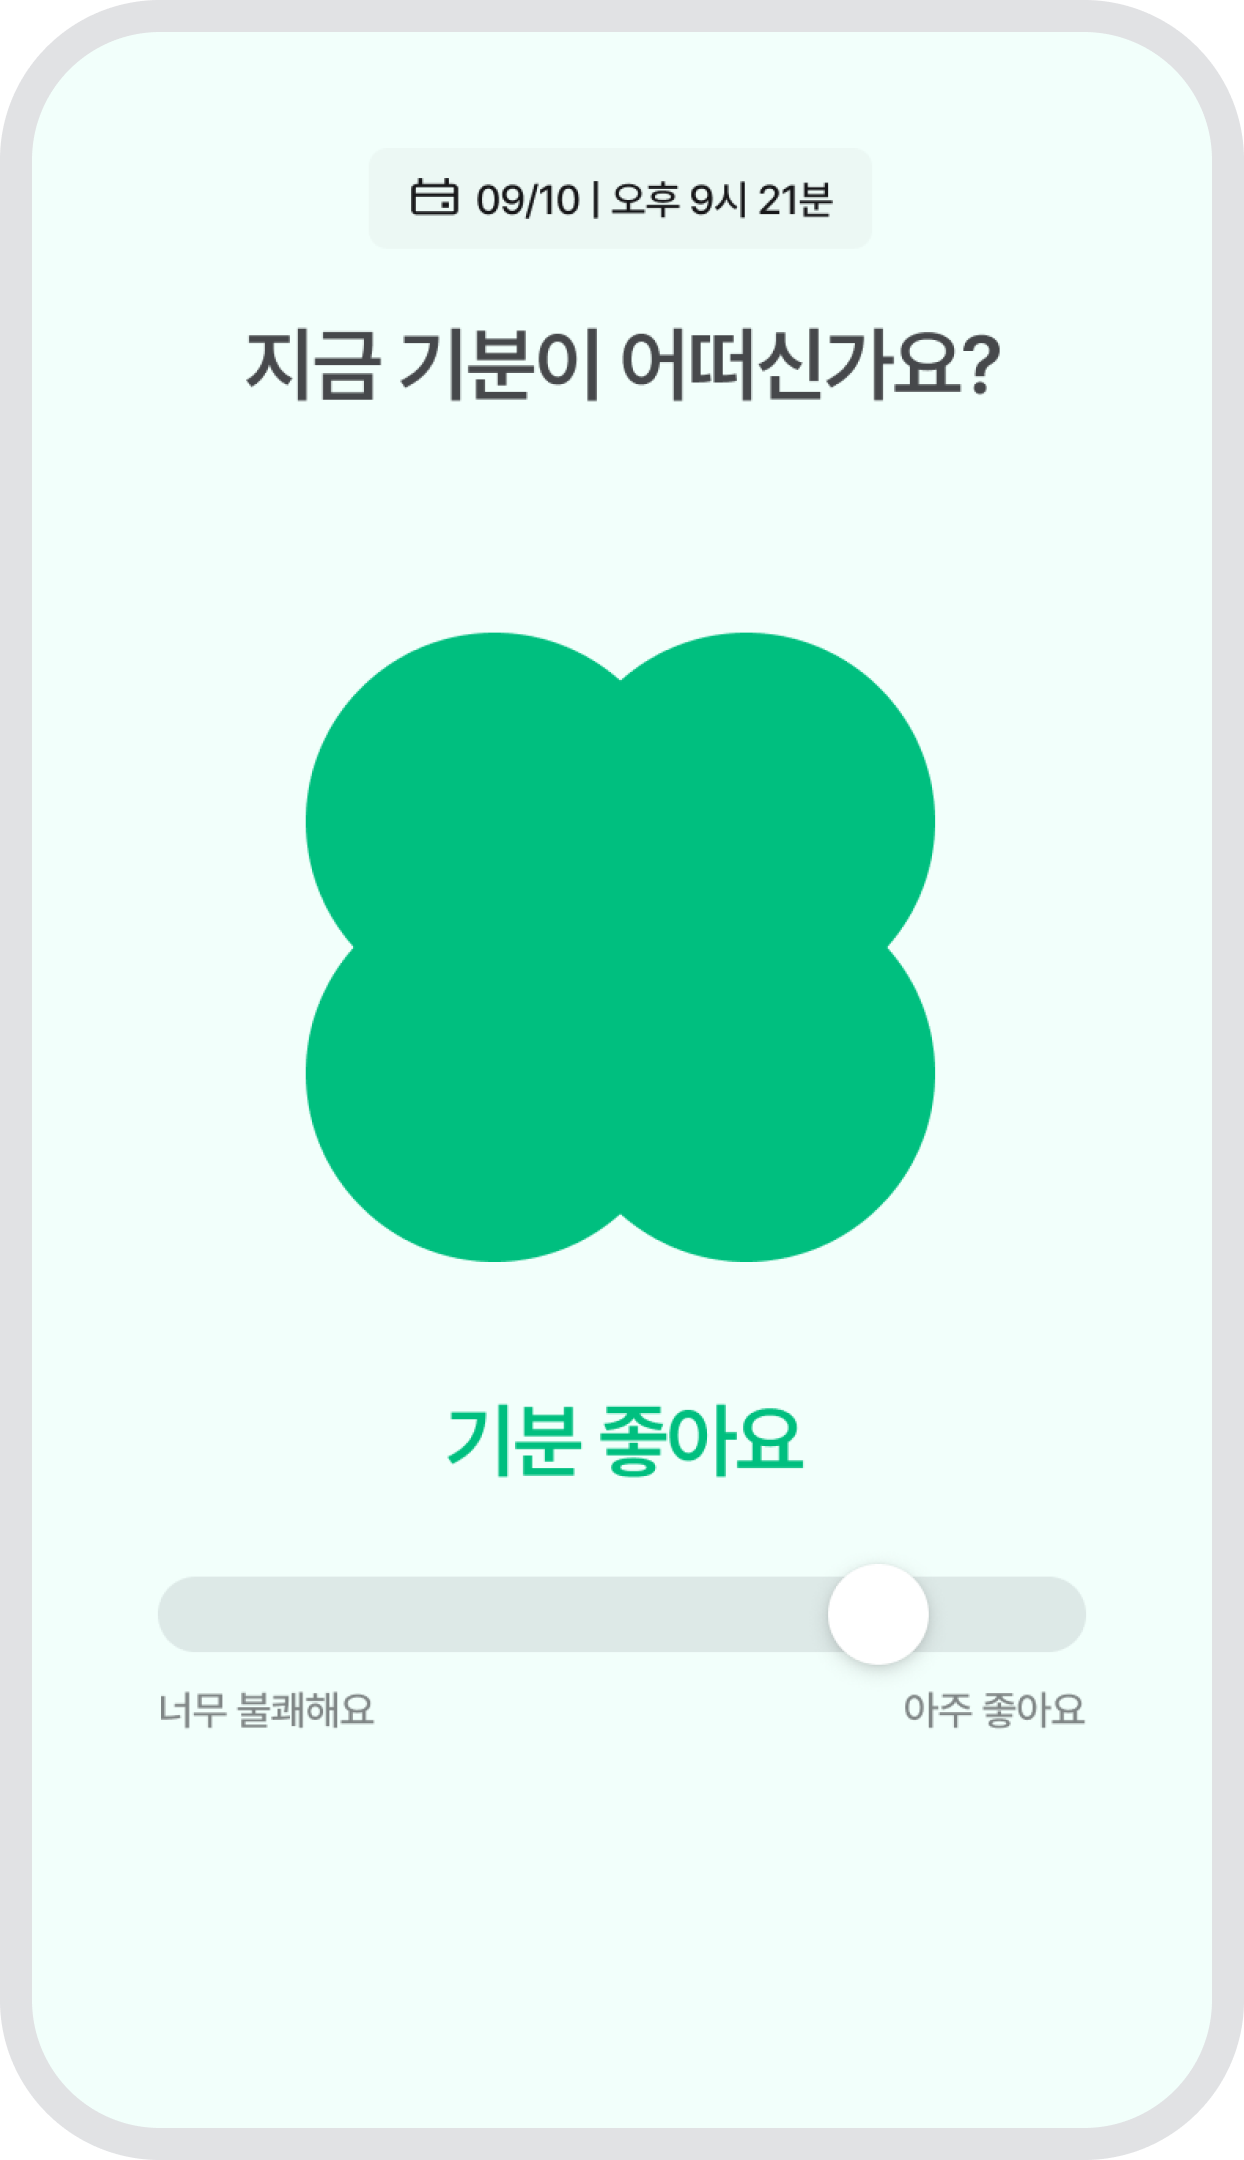 09/10 | 오후 9시 21분
지금 기분이 어떠신가요?
기분 좋아요
너무 불쾌해요
아주 좋아요